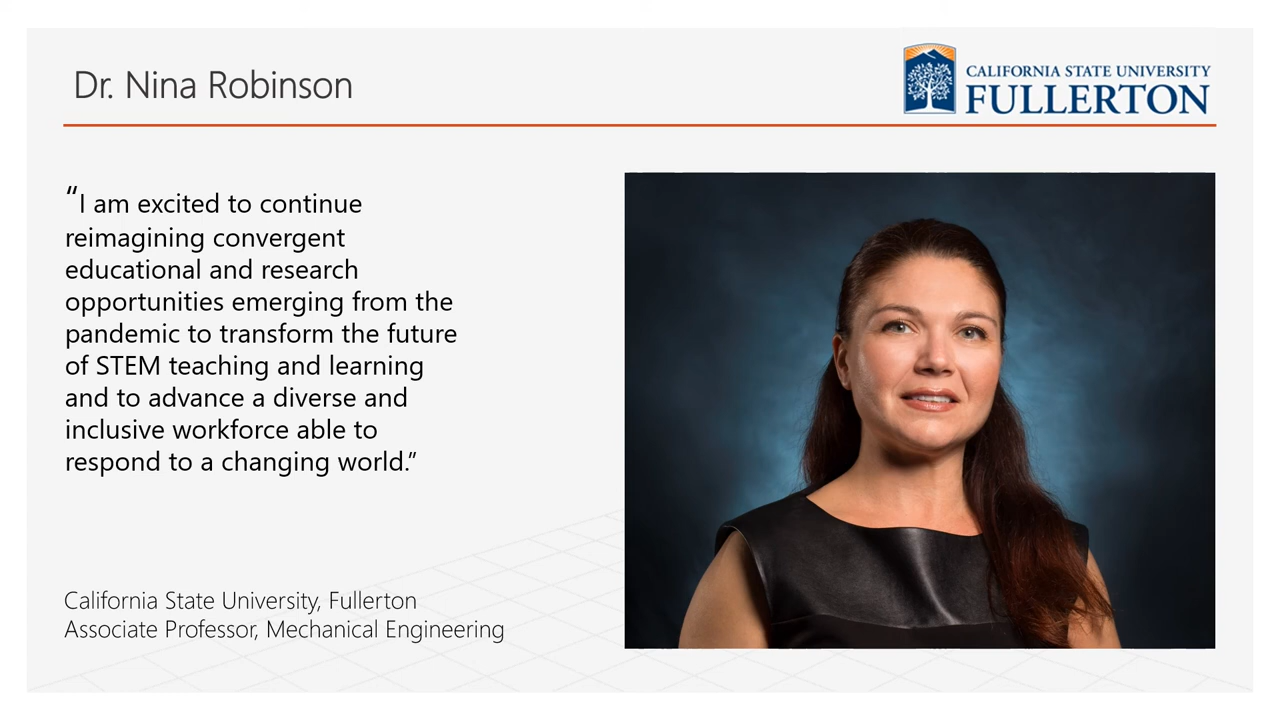 Dr. Nina Robinson
CALIFORNIA STATE UNIVERSITY
FULLERTON
“I am excited to continue
reimagining convergent
educational and research
opportunities emerging from the
pandemic to transform the future
of STEM teaching and learning
and to advance a diverse and
inclusive workforce able to
respond to a changing world.”
California State University, Fullerton
Associate Professor, Mechanical Engineering